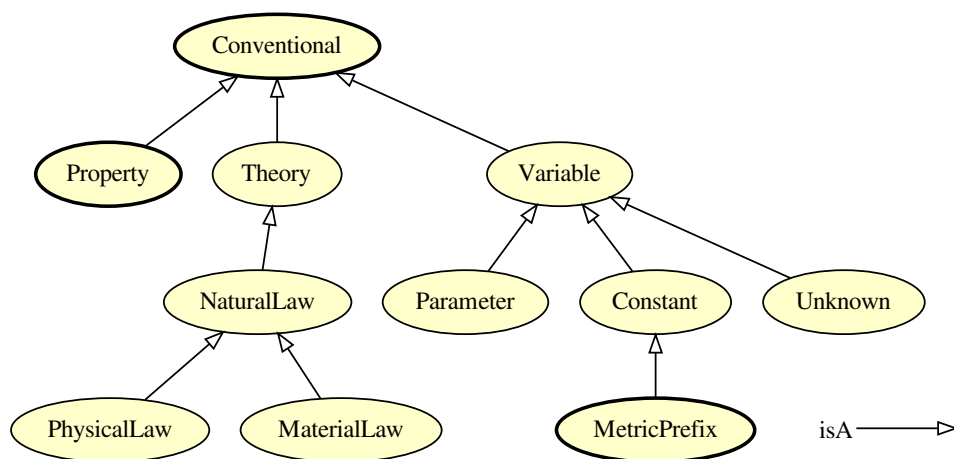 Conventional
Property
Theory
Variable
NaturalLaw
Parameter
Constant
Unknown
PhysicalLaw
MaterialLaw
MetricPrefix
isA